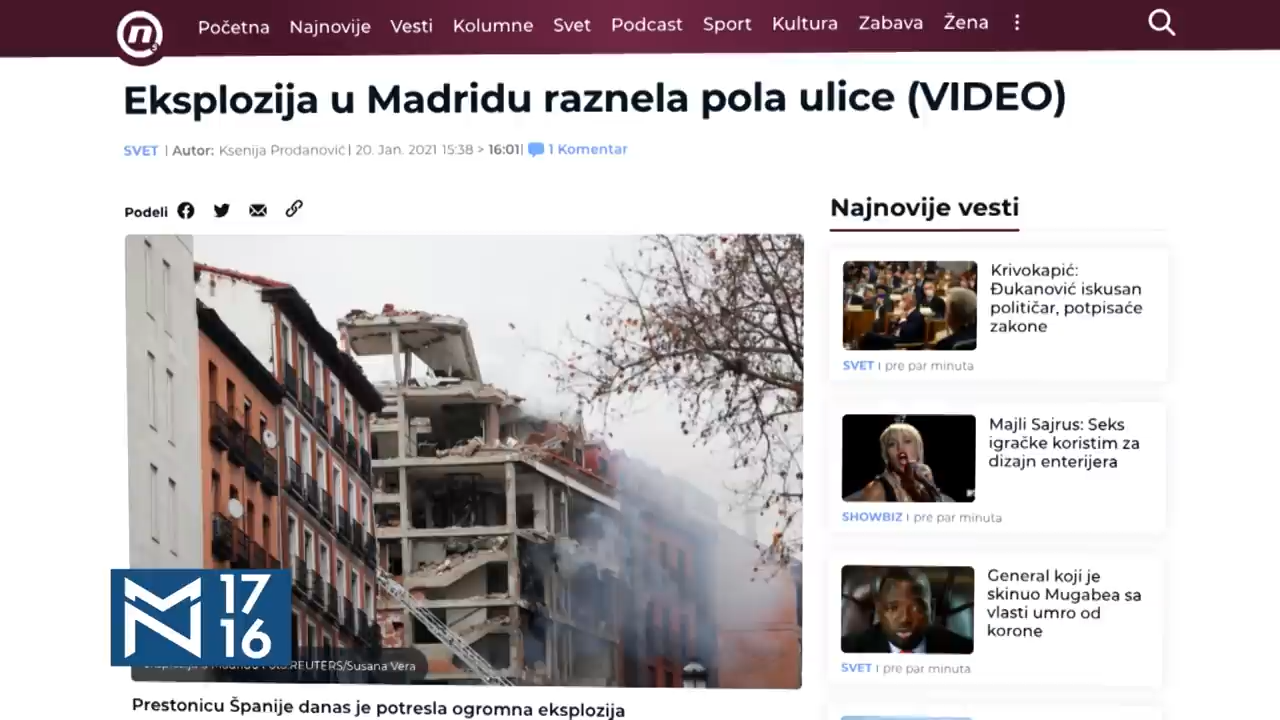 Početna Najnovije Vesti Kolumne Svet Podcast Sport Kultura Zabava Žena
Eksplozija u Madridu raznela pola ulice (VIDEO)
SVET | Autor: Ksenija Prodanović | 20. Jan. 2021 15:38 > 16:01| 1 Komentar
Podeli
REUTERS/Susana Vera
Prestonicu Španije danas je potresla ogromna eksplozija
Najnovije vesti
Krivokapić:
Đukanović iskusan
političar, potpisaće
zakone
SVET | pre par minuta
Majli Sajrus: Seks
igračke koristim za
dizajn enterijera
SHOWBIZ | pre par minuta
General koji je
skinuo Mugabea sa
vlasti umro od
korone
SVET | pre par minuta
17
16